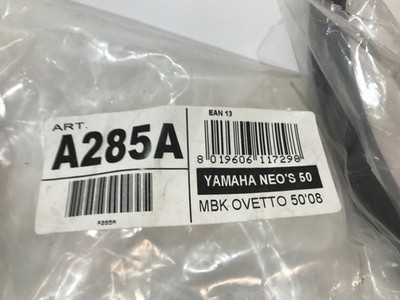 ART.
A285A
A285A
EAN 13
8 019606 117298
YAMAHA NEO'S 50
MBK OVETTO 50'08